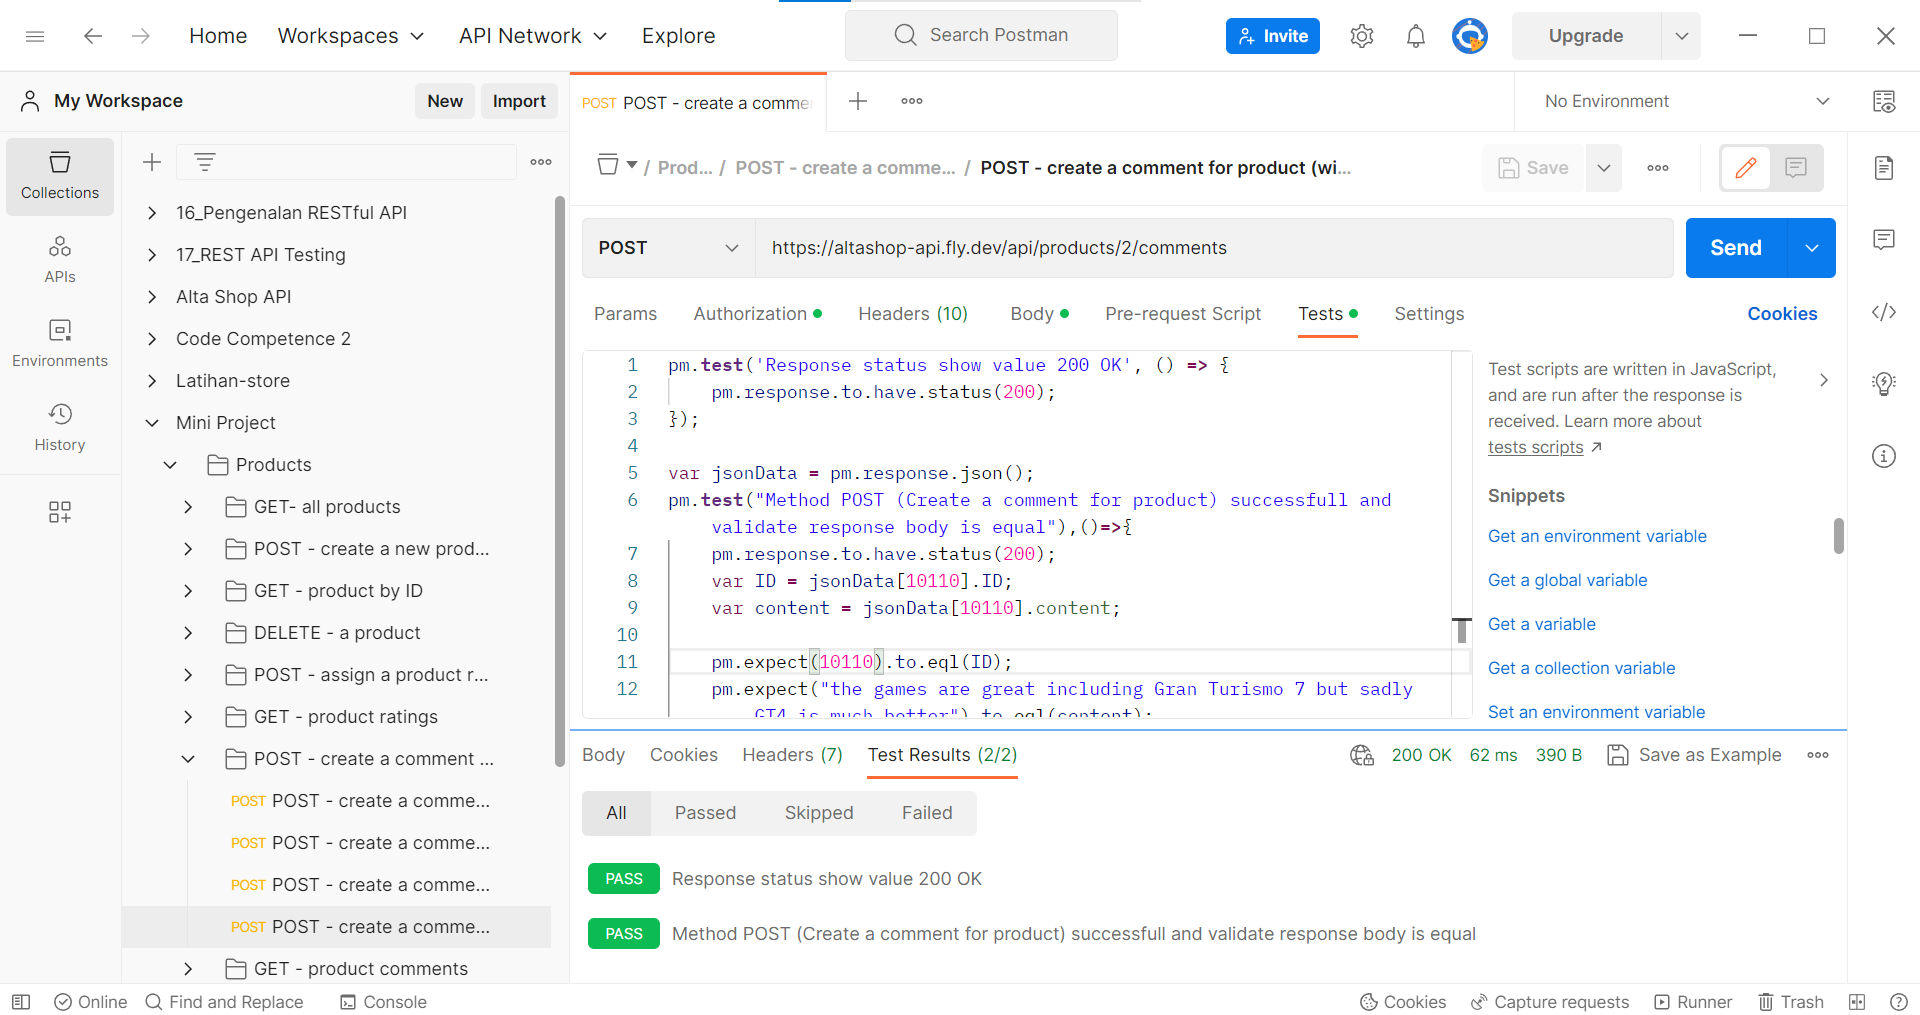 Home Workspaces API Network Explore Search Postman Invite Upgrade
My Workspace New Import
POST POST - create a comme
No Environment
Collections
APIs
Environments
History
16_Pengenalan RESTful API
17_REST API Testing
Alta Shop API
Code Competence 2
Latihan-store
Mini Project
Products
GET- all products
POST - create a new prod...
GET - product by ID
DELETE - a product
POST - assign a product r...
GET - product ratings
POST - create a comment ...
POST POST - create a comme...
POST POST - create a comme...
POST POST - create a comme...
POST POST - create a comme...
GET - product comments
/ Prod... / POST - create a comme... / POST - create a comment for product (wi... Save
POST https://altashop-api.fly.dev/api/products/2/comments Send
Params Authorization Headers (10) Body Pre-request Script Tests Settings Cookies
1 pm.test('Response status show value 200 OK', () => {
2 pm.response.to.have.status(200);
3 });
4
5 var jsonData = pm.response.json();
6 pm.test("Method POST (Create a comment for product) successfull and
validate response body is equal"),()=>{
7 pm.response.to.have.status(200);
8 var ID = jsonData[10110].ID;
9 var content = jsonData[10110].content;
10
11 pm.expect(10110).to.eql(ID);
12 pm.expect("the games are great including Gran Turismo 7 but sadly
GT4 is much better").to.eql(content);
Test scripts are written in JavaScript,
and are run after the response is
received. Learn more about
tests scripts
Snippets
Get an environment variable
Get a global variable
Get a variable
Get a collection variable
Set an environment variable
Body Cookies Headers (7) Test Results (2/2) 200 OK 62 ms 390 B Save as Example
All Passed Skipped Failed
PASS Response status show value 200 OK
PASS Method POST (Create a comment for product) successfull and validate response body is equal
Online Find and Replace Console Cookies Capture requests Runner Trash